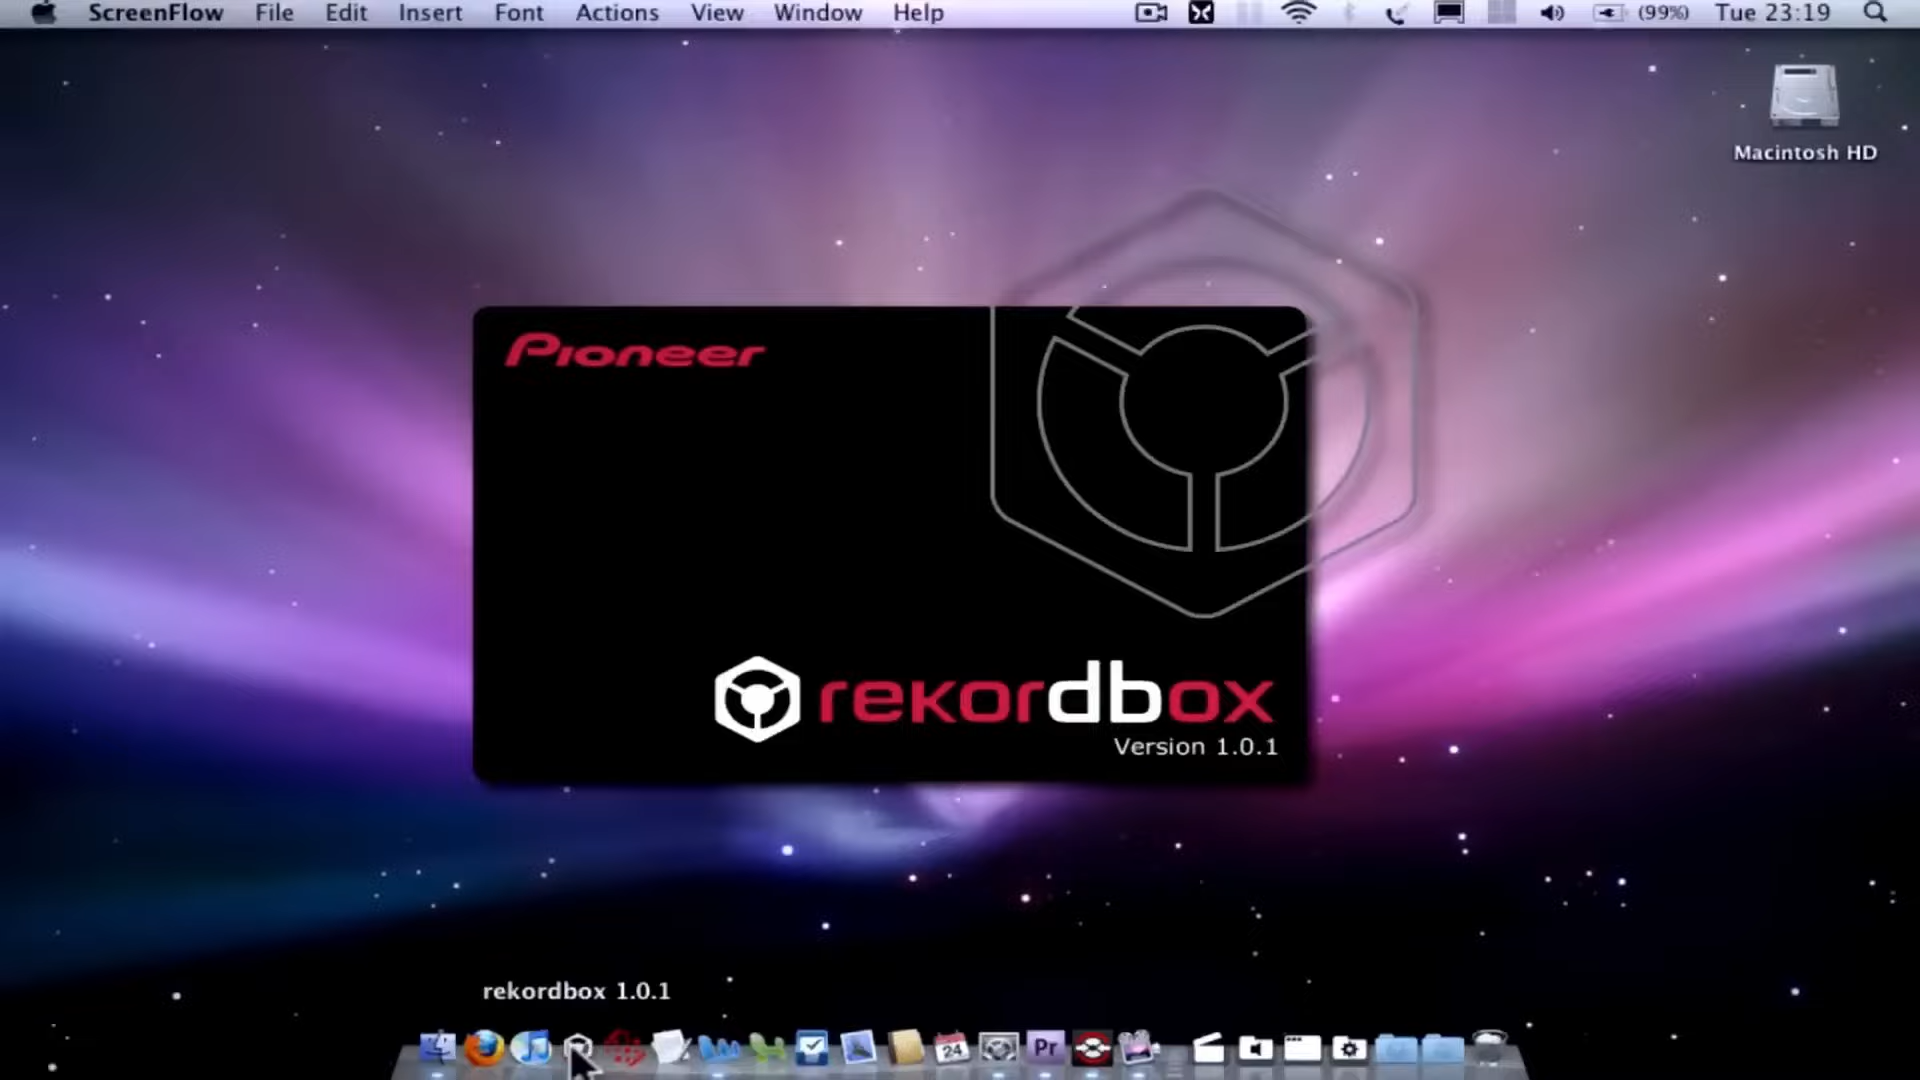 ScreenFlow File Edit Insert Font Actions View Window Help (99%) Tue 23:19
Macintosh HD
Pioneer
rekordbox
Version 1.0.1
rekordbox 1.0.1
24
Pr